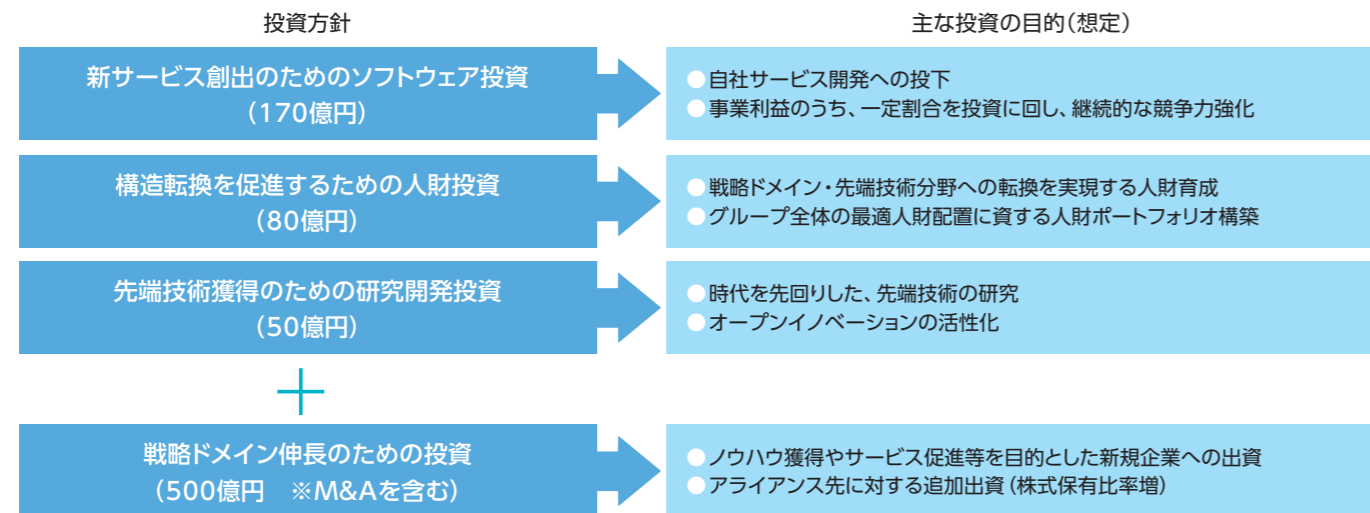 投資方針
主な投資の目的（想定）
新サービス創出のためのソフトウェア投資
（170億円）
●自社サービス開発への投下
●事業利益のうち、一定割合を投資に回し、継続的な競争力強化
構造転換を促進するための人財投資
（80億円）
●戦略ドメイン・先端技術分野への転換を実現する人財育成
●グループ全体の最適人財配置に資する人財ポートフォリオ構築
先端技術獲得のための研究開発投資
（50億円）
●時代を先回りした、先端技術の研究
●オープンイノベーションの活性化
＋
戦略ドメイン伸長のための投資
（500億円　※M&Aを含む）
●ノウハウ獲得やサービス促進等を目的とした新規企業への出資
●アライアンス先に対する追加出資（株式保有比率増）